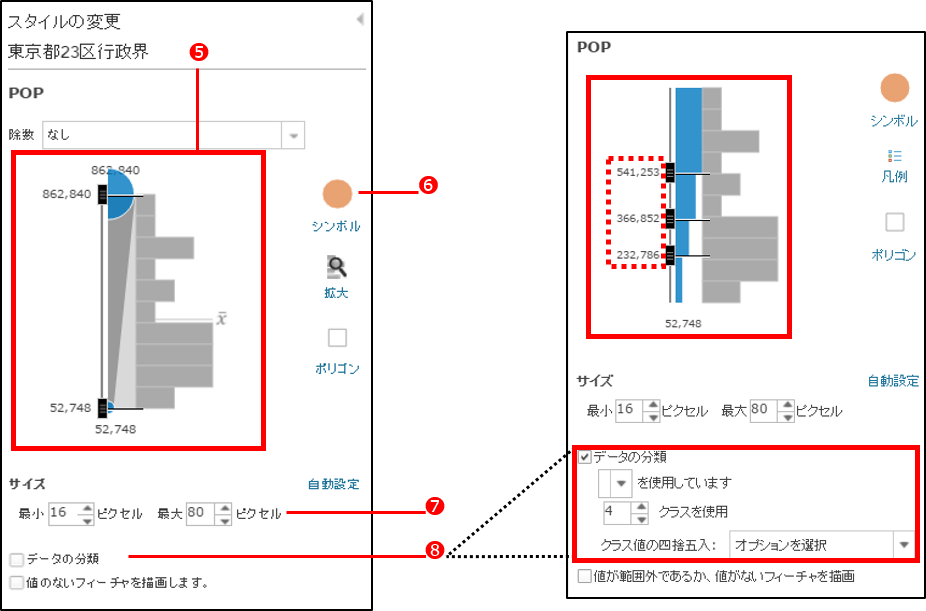 スタイルの変更
東京都23区行政界
❺
POP
除数 なし
862,840
862,840
❻
シンボル
拡大
x̄
ポリゴン
52,748
52,748
サイズ
自動設定
最小 16 ピクセル 最大 80 ピクセル
❼
データの分類
❽
値のないフィーチャを描画します。
POP
シンボル
541,253
凡例
366,852
232,786
ポリゴン
52,748
サイズ
自動設定
最小 16 ピクセル 最大 80 ピクセル
データの分類
を使用しています
4 クラスを使用
クラス値の四捨五入: オプションを選択
値が範囲外であるか、値がないフィーチャを描画